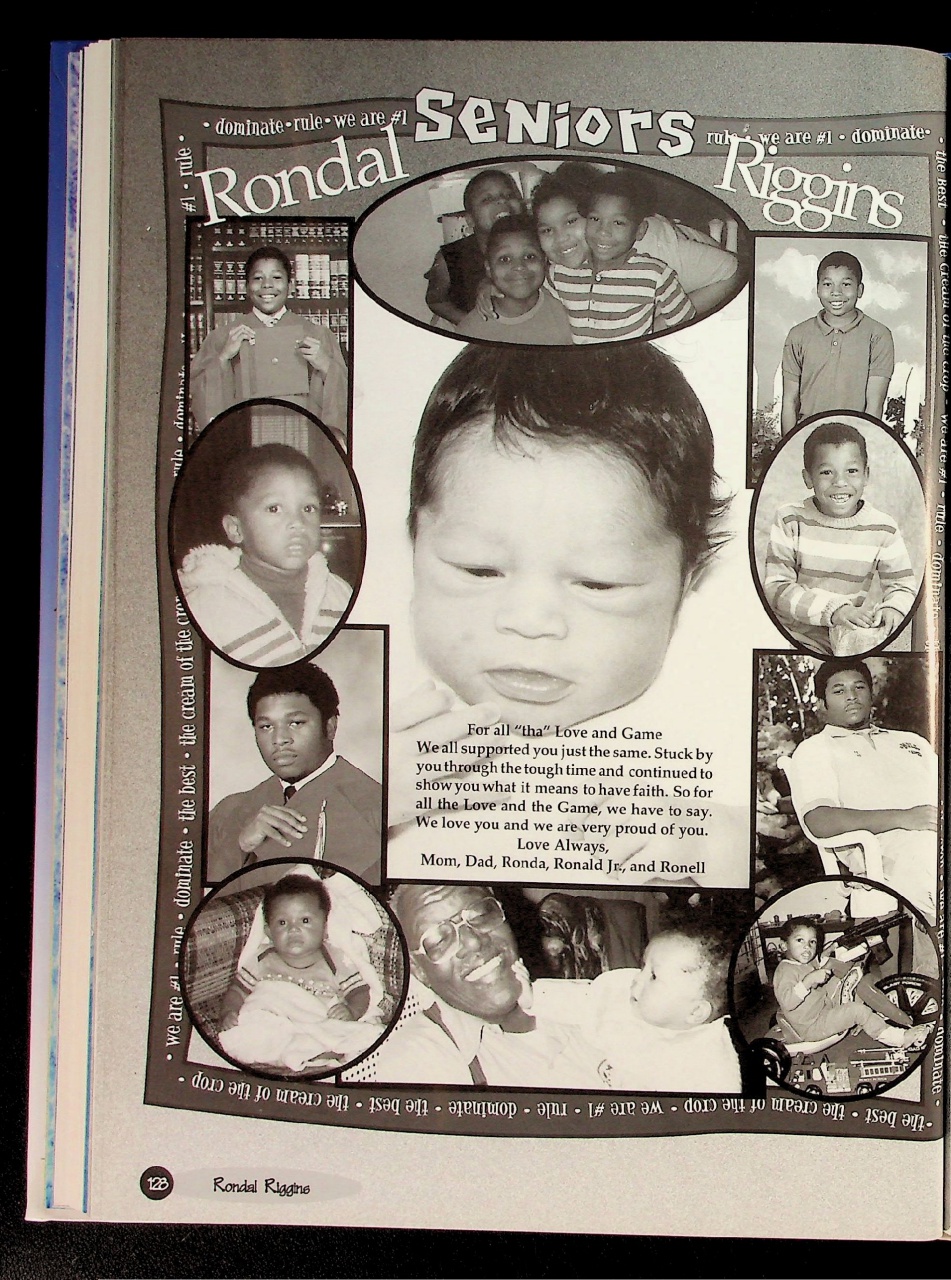 Seniors
• dominate • rule • we are #1
rule • we are #1 • dominate •
Rondal
Riggins
#1 • rule •
rule • dominate
• we are #1 • rule • dominate • the best • the cream of the crop
the best • the cream of the crop • we are #1 • rule • dominate
For all "tha" Love and Game
We all supported you just the same. Stuck by
you through the tough time and continued to
show you what it means to have faith. So for
all the Love and the Game, we have to say.
We love you and we are very proud of you.
Love Always,
Mom, Dad, Ronda, Ronald Jr., and Ronell
• the best • the cream of the crop • we are #1 • rule • dominate • the best • the cream of the crop •
128
Rondal Riggins